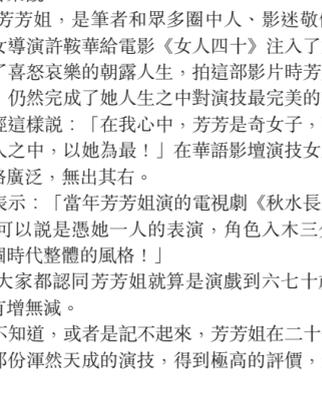 芳芳姐，是筆者和眾多圈中人、影迷敬
女導演許鞍華給電影《女人四十》注入了
了喜怒哀樂的朝露人生，拍這部影片時芳
，仍然完成了她人生之中對演技最完美的
經這樣説：「在我心中，芳芳是奇女子，
人之中，以她為最！」在華語影壇演技女
路廣泛，無出其右。
表示：「當年芳芳姐演的電視劇《秋水長
可以説是憑她一人的表演，角色入木三
個時代整體的風格！」
大家都認同芳芳姐就算是演戲到六七十
有增無減。
不知道，或者是記不起來，芳芳姐在二十
那份渾然天成的演技，得到極高的評價，